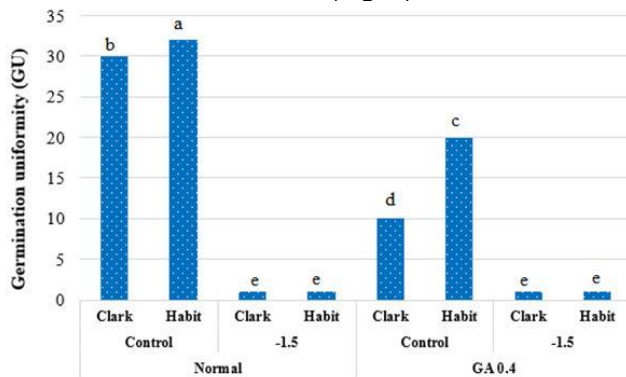 35
30
25
20
15
10
5
0
Germination uniformity (GU)
b
a
e
e
d
c
e
e
Clark Habit Clark Habit Clark Habit Clark Habit
Control -1.5 Control -1.5
Normal GA 0.4